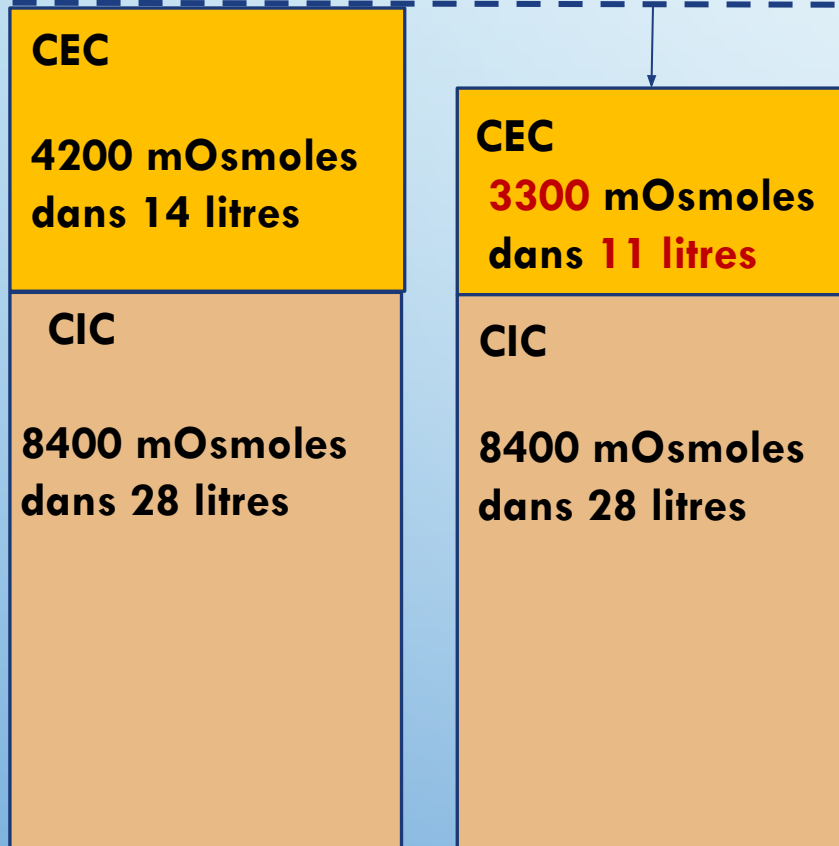 CEC
4200 mOsmoles
dans 14 litres
CIC
8400 mOsmoles
dans 28 litres
CEC
3300 mOsmoles
dans 11 litres
CIC
8400 mOsmoles
dans 28 litres